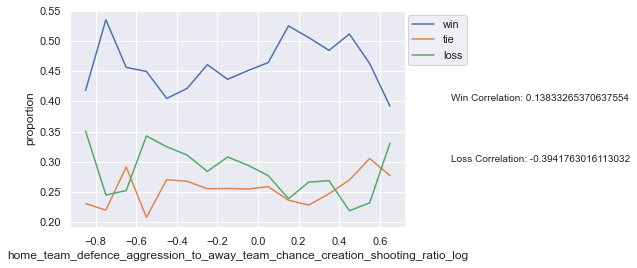 0.55
0.50
0.45
0.40
0.35
0.30
0.25
0.20
proportion
−0.8 −0.6 −0.4 −0.2 0.0 0.2 0.4 0.6
home_team_defence_aggression_to_away_team_chance_creation_shooting_ratio_log
win
tie
loss
Win Correlation: 0.13833265370637554
Loss Correlation: -0.3941763016113032